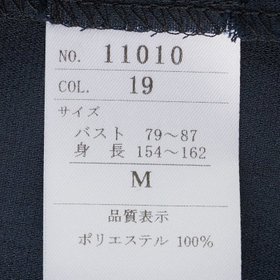 NO. 11010
COL. 19
サイズ
バスト 79～87
身 長 154～162
M
品質表示
ポリエステル 100%